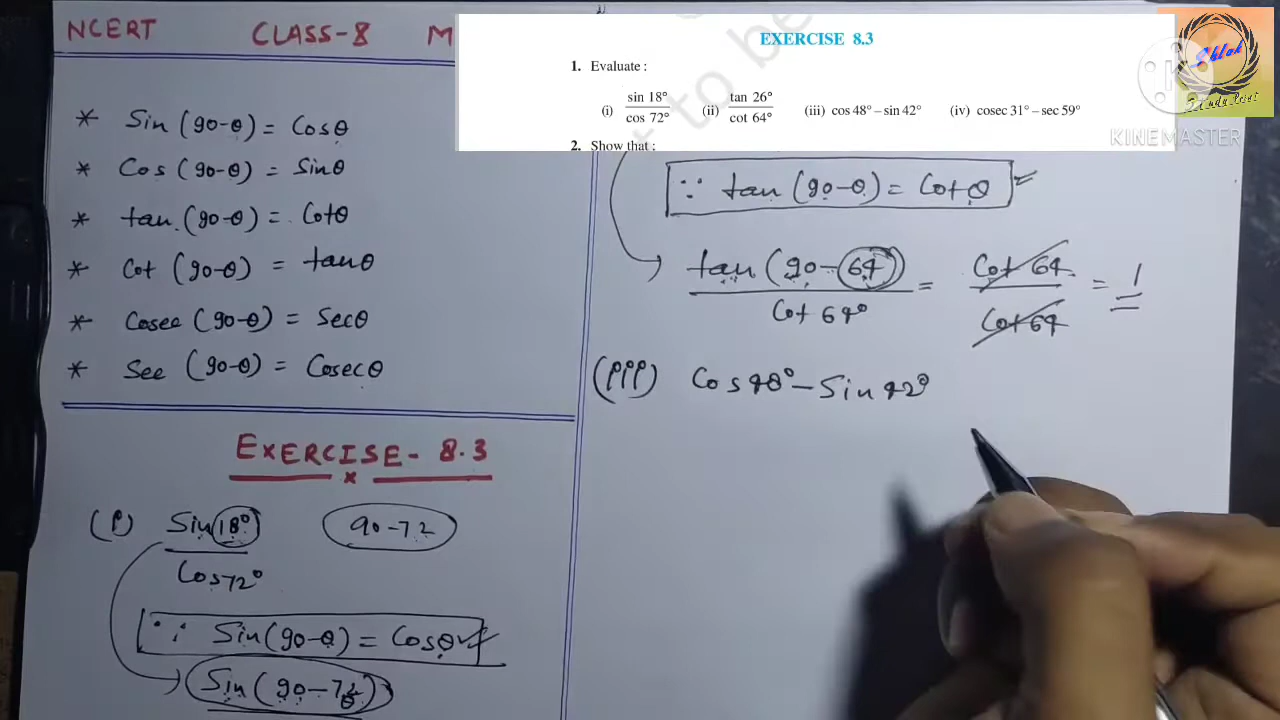 NCERT CLASS-8 M
* Sin (90-θ) = Cosθ
* Cos (90-θ) = Sinθ
* tan (90-θ) = Cotθ
* Cot (90-θ) = tanθ
* Cosec (90-θ) = Secθ
* Sec (90-θ) = Cosecθ
EXERCISE- 8.3
(i) Sin 18° 90-72
Cos 72°
∵ Sin(90-θ) = Cosθ
Sin (90-72)
θ
EXERCISE 8.3
1. Evaluate :
(i) sin 18° / cos 72° (ii) tan 26° / cot 64° (iii) cos 48° – sin 42° (iv) cosec 31° – sec 59°
2. Show that :
to be
KINEMASTER
∵ tan (90-θ) = Cotθ
tan (90-64) / Cot 64° = Cot 64 / Cot 64 = 1
(iii) Cos 48° - Sin 42°